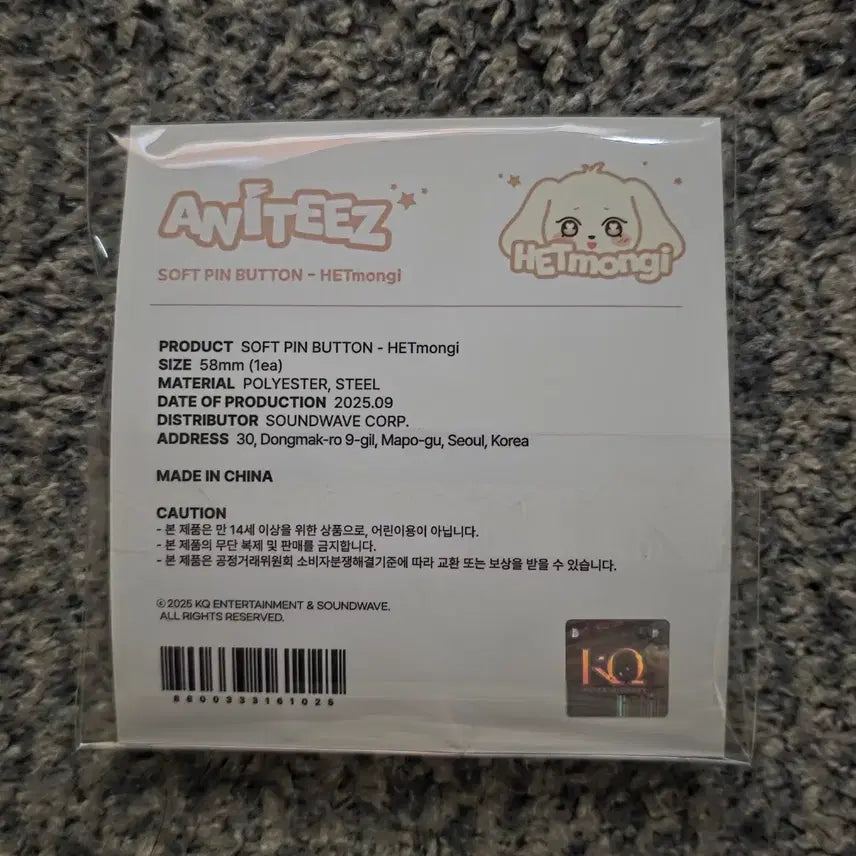 ANITEEZ
HETmongi
SOFT PIN BUTTON - HETmongi
PRODUCT SOFT PIN BUTTON - HETmongi
SIZE 58mm (1ea)
MATERIAL POLYESTER, STEEL
DATE OF PRODUCTION 2025.09
DISTRIBUTOR SOUNDWAVE CORP.
ADDRESS 30, Dongmak-ro 9-gil, Mapo-gu, Seoul, Korea
MADE IN CHINA
CAUTION
- 본 제품은 만 14세 이상을 위한 상품으로, 어린이용이 아닙니다.
- 본 제품의 무단 복제 및 판매를 금지합니다.
- 본 제품은 공정거래위원회 소비자분쟁해결기준에 따라 교환 또는 보상을 받을 수 있습니다.
ⓒ 2025 KQ ENTERTAINMENT & SOUNDWAVE.
ALL RIGHTS RESERVED.
8800333161025
KQ